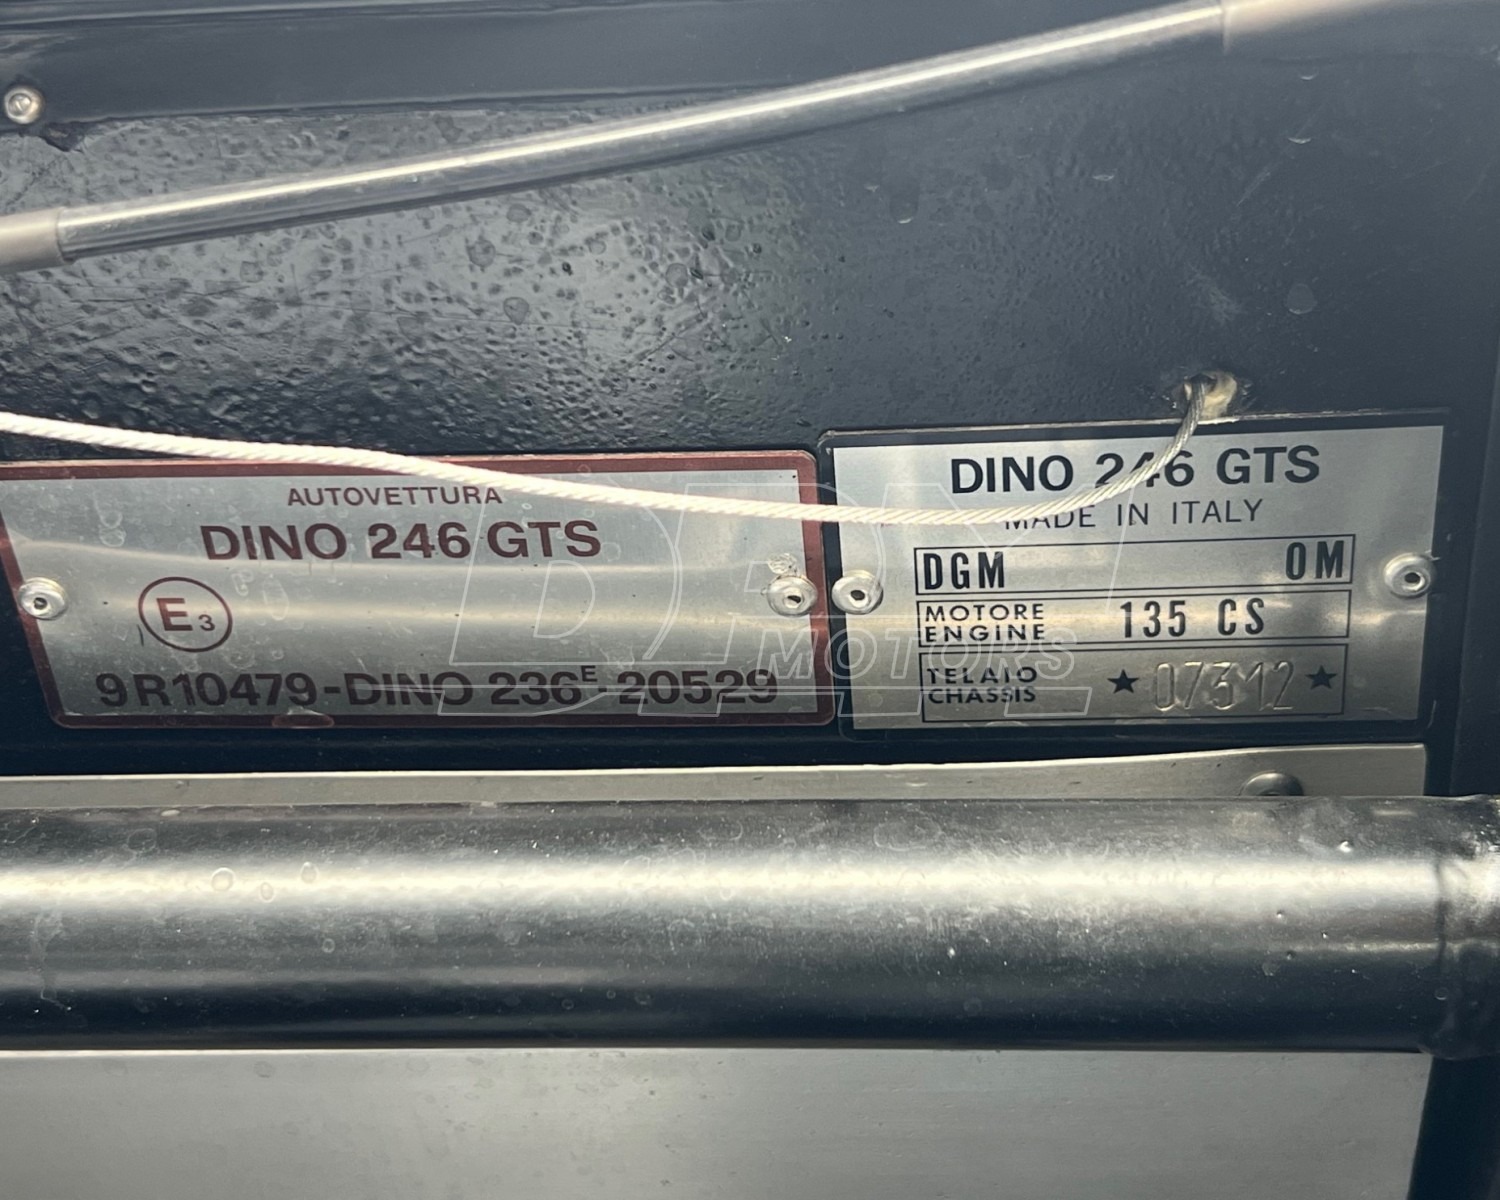 AUTOVETTURA
DINO 246 GTS
E3
9R10479-DINO 236E-20529
DINO 246 GTS
MADE IN ITALY
DGM 0M
MOTORE
ENGINE 135 CS
TELAIO
CHASSIS ★ 07312 ★
MOTORS